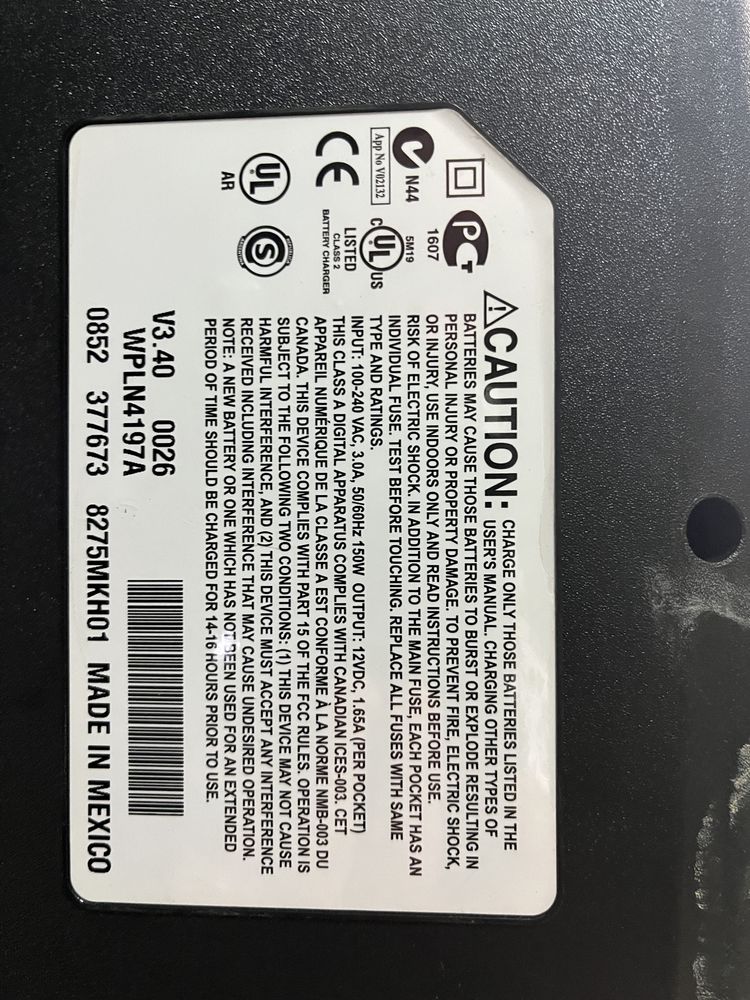 ⚠CAUTION: CHARGE ONLY THOSE BATTERIES LISTED IN THE
USER'S MANUAL. CHARGING OTHER TYPES OF
BATTERIES MAY CAUSE THOSE BATTERIES TO BURST OR EXPLODE RESULTING IN
PERSONAL INJURY OR PROPERTY DAMAGE. TO PREVENT FIRE, ELECTRIC SHOCK,
OR INJURY, USE INDOORS ONLY AND READ INSTRUCTIONS BEFORE USE.
RISK OF ELECTRIC SHOCK. IN ADDITION TO THE MAIN FUSE, EACH POCKET HAS AN
INDIVIDUAL FUSE. TEST BEFORE TOUCHING. REPLACE ALL FUSES WITH SAME
TYPE AND RATINGS.
INPUT: 100-240 VAC, 3.0A, 50/60Hz 150W OUTPUT: 12VDC, 1.65A (PER POCKET)
THIS CLASS A DIGITAL APPARATUS COMPLIES WITH CANADIAN ICES-003. CET
APPAREIL NUMÉRIQUE DE LA CLASSE A EST CONFORME À LA NORME NMB-003 DU
CANADA. THIS DEVICE COMPLIES WITH PART 15 OF THE FCC RULES. OPERATION IS
SUBJECT TO THE FOLLOWING TWO CONDITIONS: (1) THIS DEVICE MAY NOT CAUSE
HARMFUL INTERFERENCE, AND (2) THIS DEVICE MUST ACCEPT ANY INTERFERENCE
RECEIVED INCLUDING INTERFERENCE THAT MAY CAUSE UNDESIRED OPERATION.
NOTE: A NEW BATTERY OR ONE WHICH HAS NOT BEEN USED FOR AN EXTENDED
PERIOD OF TIME SHOULD BE CHARGED FOR 14-16 HOURS PRIOR TO USE.
PCT
1607
N44
5M19
App No V02132
C UL US
LISTED
CLASS 2
BATTERY CHARGER
CE
UL
AR
S
V3.40 0026
WPLN4197A
0852 377673 8275MKH01 MADE IN MEXICO